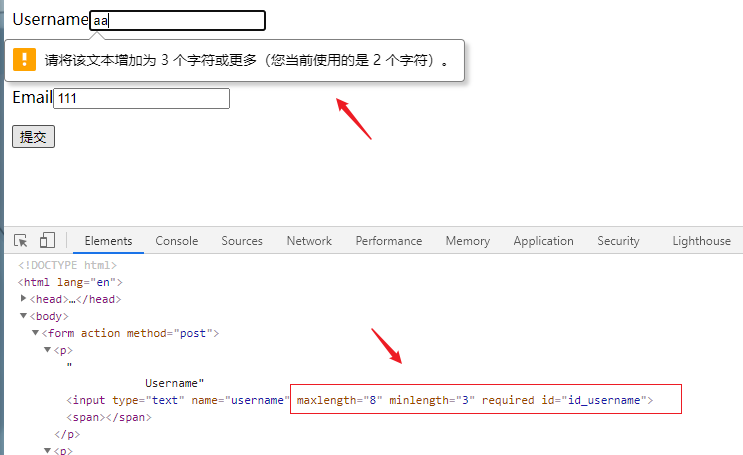 Username aa
! 请将该文本增加为 3 个字符或更多（您当前使用的是 2 个字符）。
Email 111
提交
Elements Console Sources Network Performance Memory Application Security Lighthouse
<!DOCTYPE html>
<html lang="en">
<head>…</head>
<body>
<form action method="post">
<p>
"
Username"
<input type="text" name="username" maxlength="8" minlength="3" required id="id_username">
<span></span>
</p>
<p>